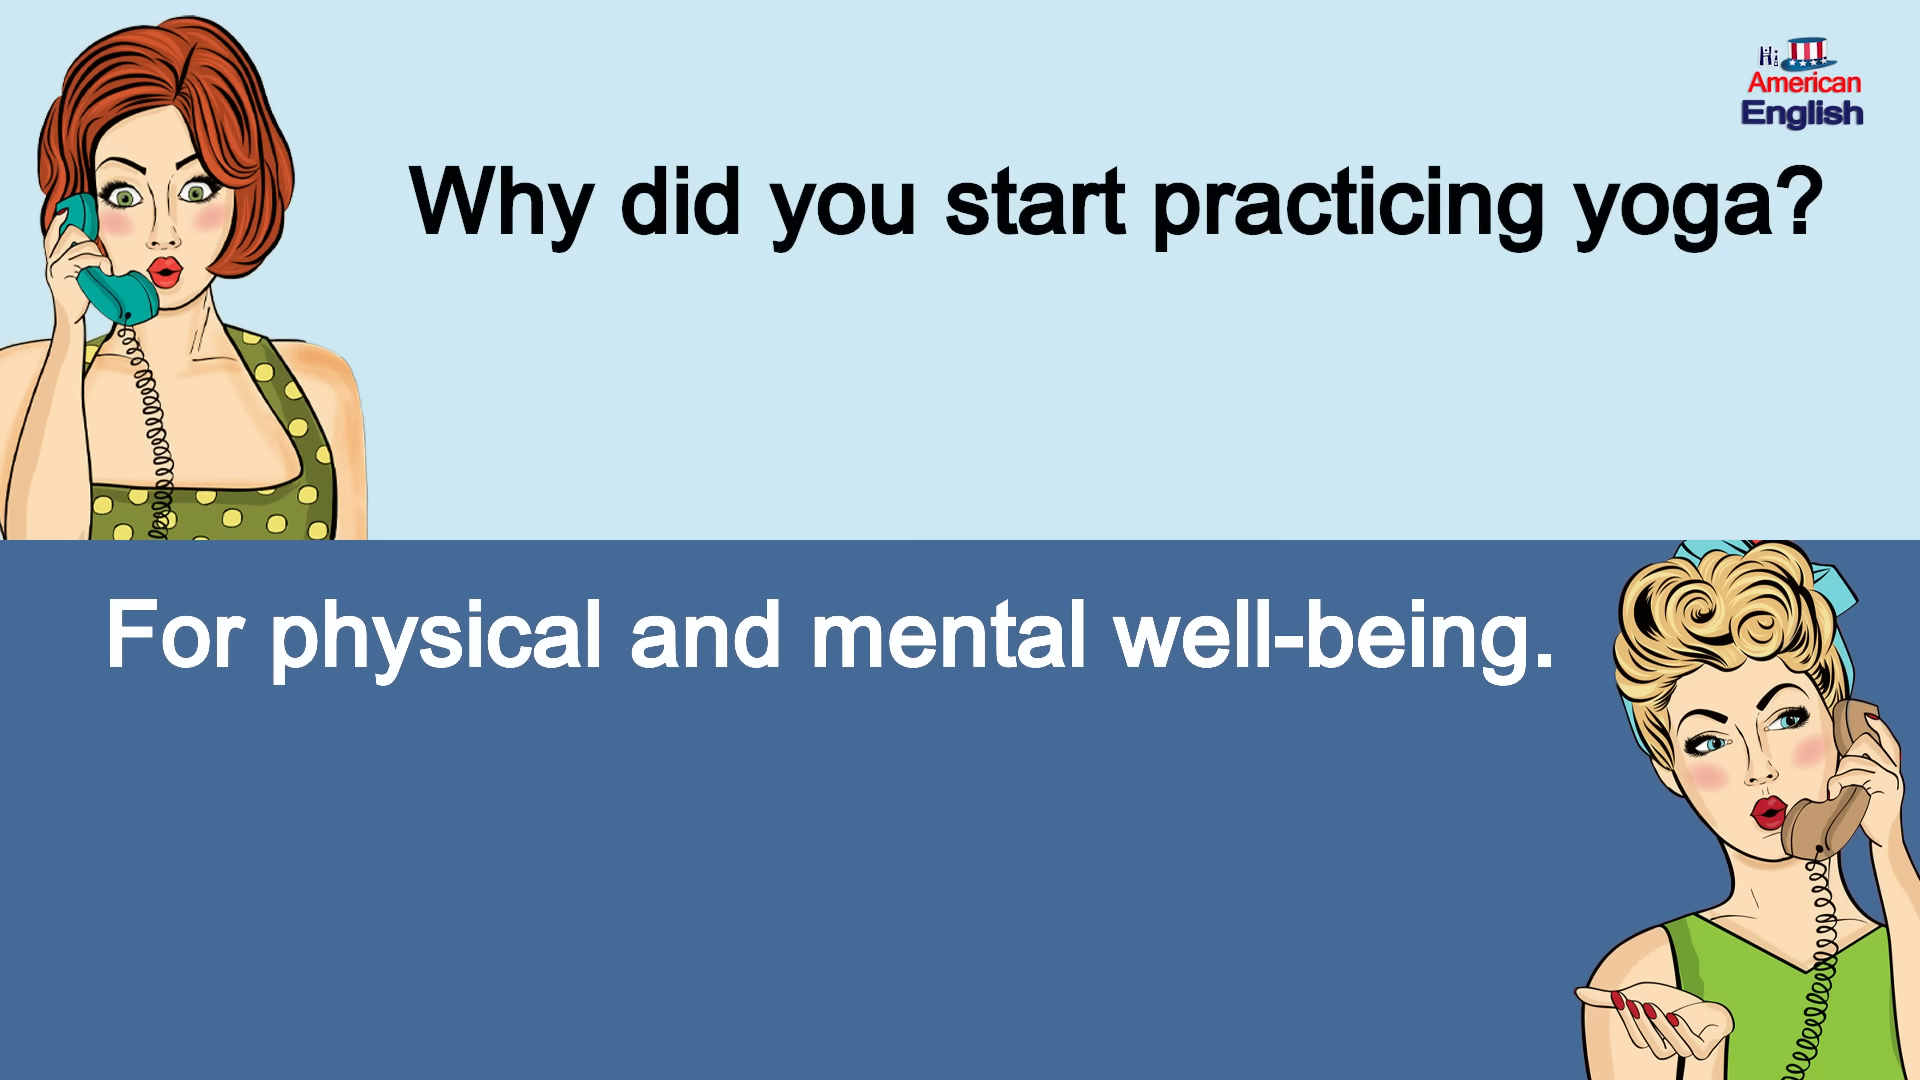 Hi
American
English
Why did you start practicing yoga?
For physical and mental well-being.